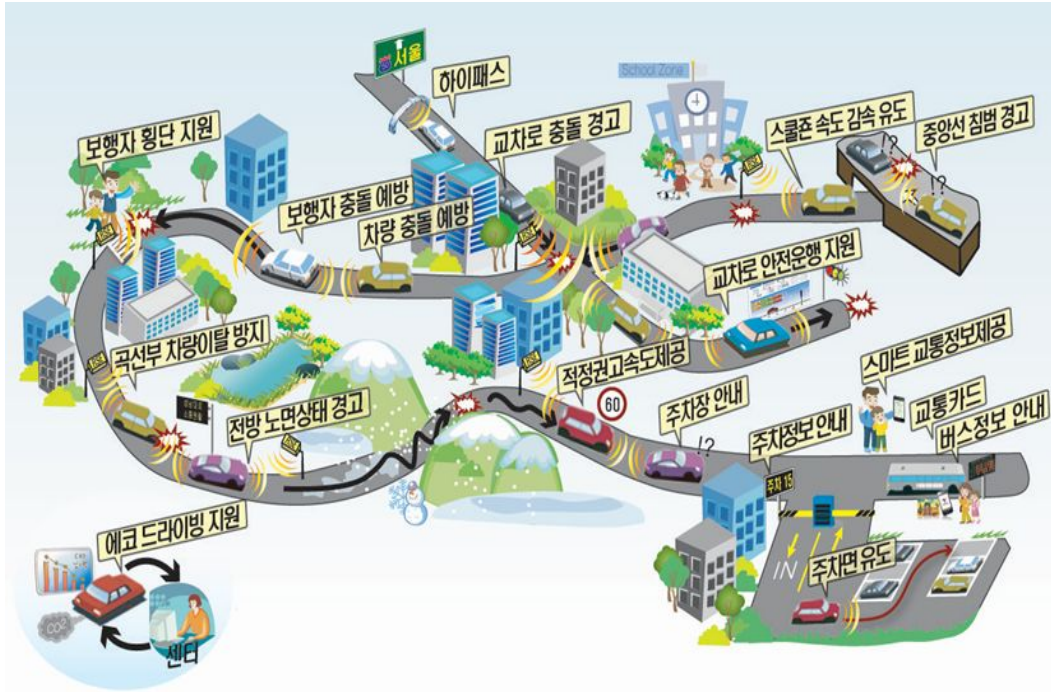 서울
하이패스
School Zone
보행자 횡단 지원
교차로 충돌 경고
스쿨존 속도 감속 유도
중앙선 침범 경고
!?
!?
보행자 충돌 예방
차량 충돌 예방
교차로 안전운행 지원
곡선부 차량이탈 방지
적정권고속도제공
60
스마트 교통정보제공
전방 노면상태 경고
주차장 안내
!?
주차정보 안내
교통카드
버스정보 안내
주차 15
에코 드라이빙 지원
IN
주차면 유도
CO2
센터